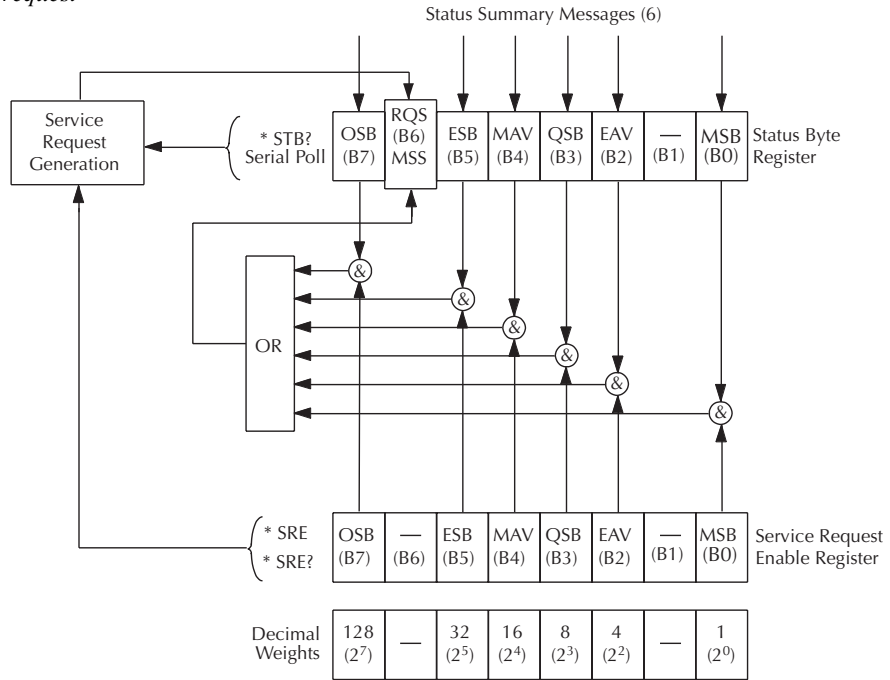 request
Status Summary Messages (6)
Service
Request
Generation
* STB?
Serial Poll
OSB
(B7)
RQS
(B6)
MSS
ESB
(B5)
MAV
(B4)
QSB
(B3)
EAV
(B2)
—
(B1)
MSB
(B0)
Status Byte
Register
&
&
&
OR
&
&
&
* SRE
* SRE?
OSB
(B7)
—
(B6)
ESB
(B5)
MAV
(B4)
QSB
(B3)
EAV
(B2)
—
(B1)
MSB
(B0)
Service Request
Enable Register
Decimal
Weights
128
(2⁷)
—
32
(2⁵)
16
(2⁴)
8
(2³)
4
(2²)
—
1
(2⁰)